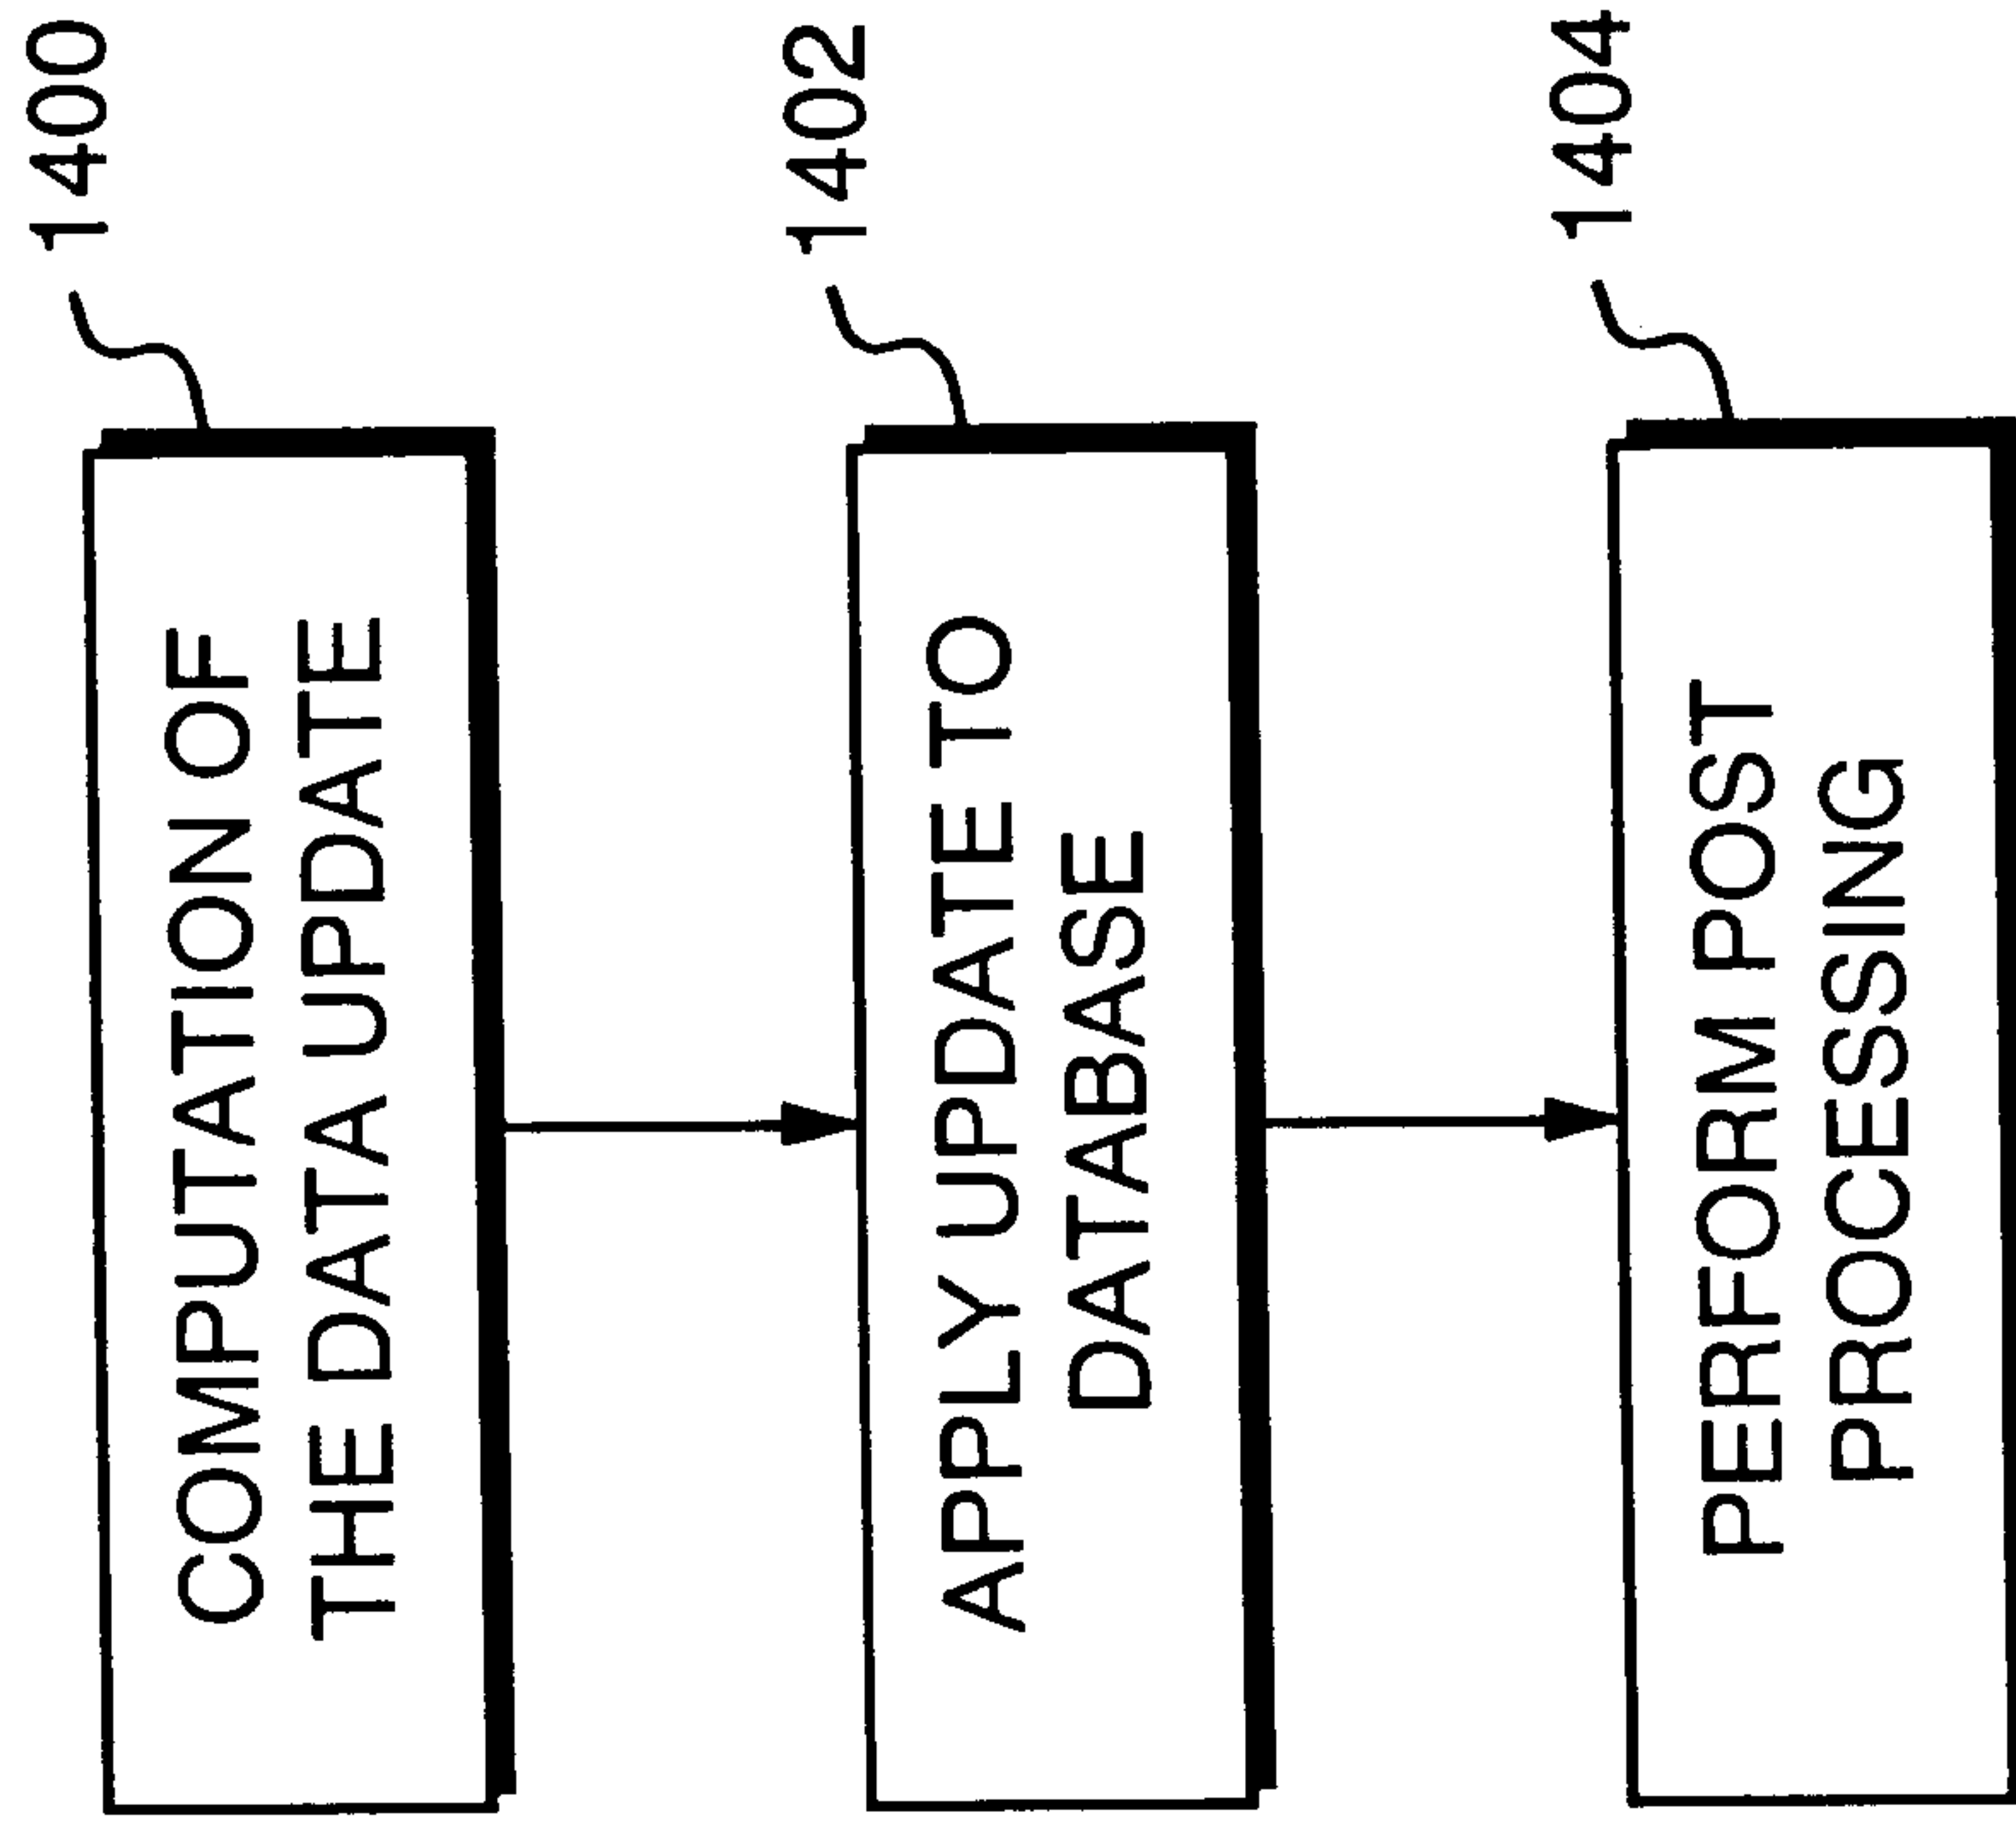 1400
COMPUTATION OF
THE DATA UPDATE
1402
APPLY UPDATE TO
DATABASE
1404
PERFORM POST
PROCESSING